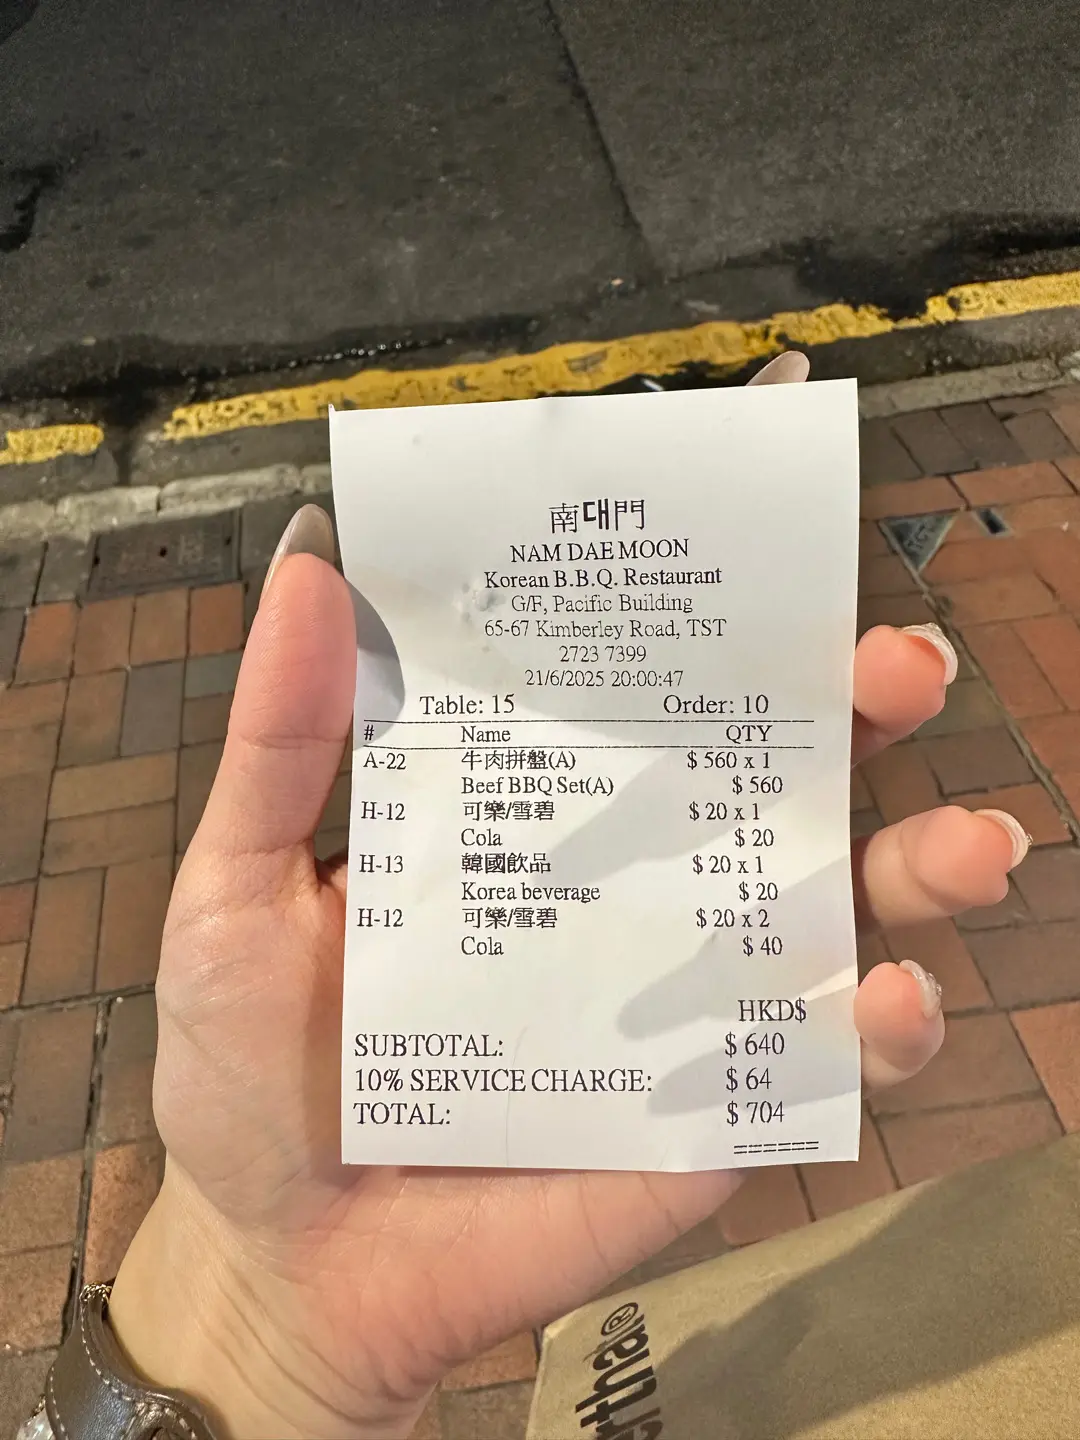 南대門
NAM DAE MOON
Korean B.B.Q. Restaurant
G/F, Pacific Building
65-67 Kimberley Road, TST
2723 7399
21/6/2025 20:00:47
Table: 15 Order: 10
# Name QTY
A-22 牛肉拼盤(A) $ 560 x 1
Beef BBQ Set(A) $ 560
H-12 可樂/雪碧 $ 20 x 1
Cola $ 20
H-13 韓國飲品 $ 20 x 1
Korea beverage $ 20
H-12 可樂/雪碧 $ 20 x 2
Cola $ 40
HKD$
SUBTOTAL: $ 640
10% SERVICE CHARGE: $ 64
TOTAL: $ 704
======